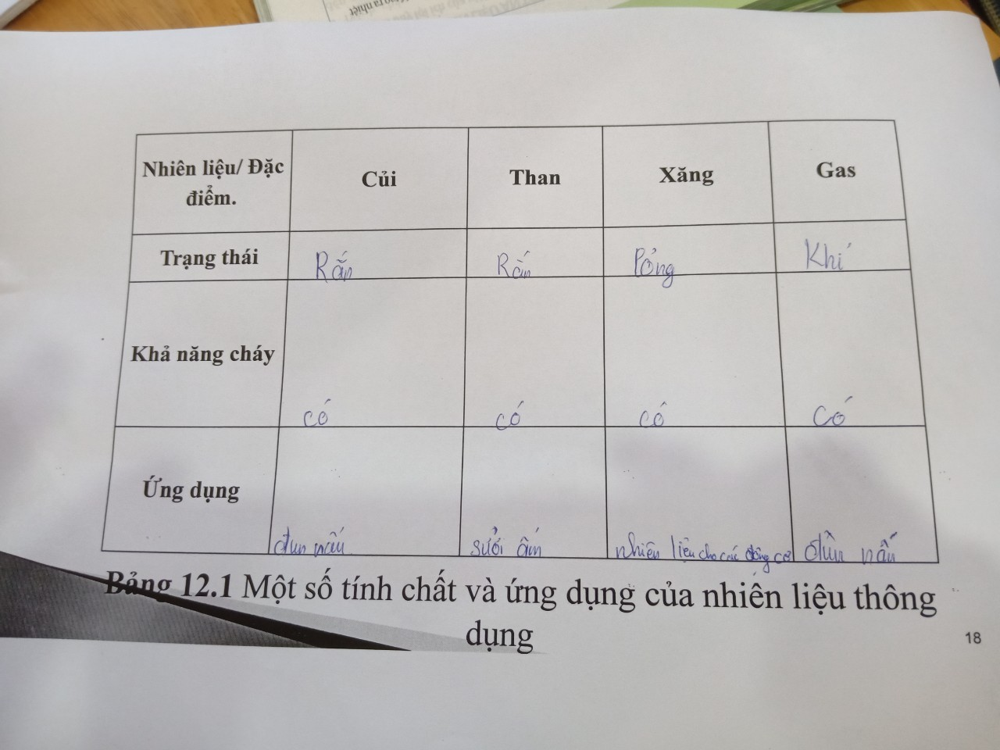 Nhiên liệu/ Đặc
điểm.
Củi
Than
Xăng
Gas
Trạng thái
Rắn
Rắn
lỏng
Khí
Khả năng cháy
có
có
có
Có
Ứng dụng
đun nấu
sưởi ấm
nhiên liệu cho các động cơ
đun nấu
Bảng 12.1 Một số tính chất và ứng dụng của nhiên liệu thông
dụng
18